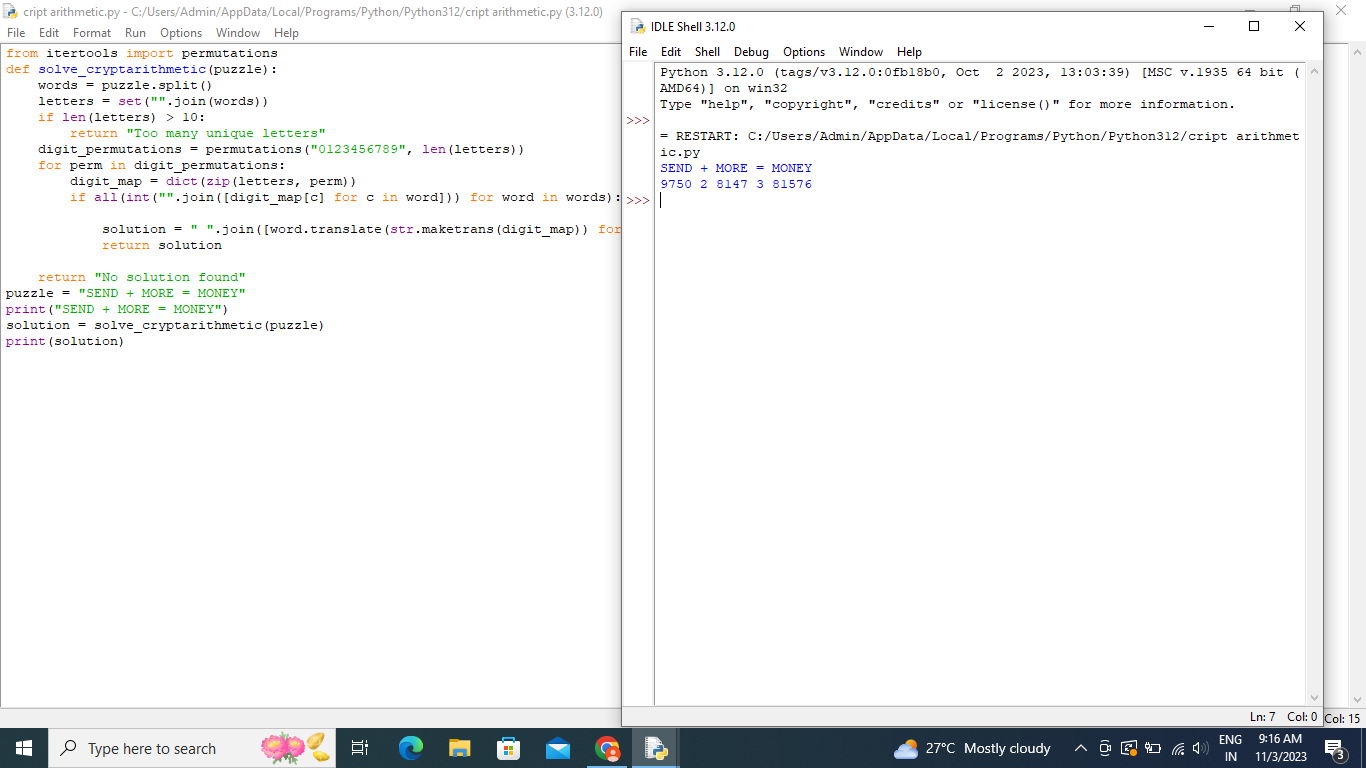 cript arithmetic.py - C:/Users/Admin/AppData/Local/Programs/Python/Python312/cript arithmetic.py (3.12.0)
File Edit Format Run Options Window Help
from itertools import permutations
def solve_cryptarithmetic(puzzle):
    words = puzzle.split()
    letters = set("".join(words))
    if len(letters) > 10:
        return "Too many unique letters"
    digit_permutations = permutations("0123456789", len(letters))
    for perm in digit_permutations:
        digit_map = dict(zip(letters, perm))
        if all(int("".join([digit_map[c] for c in word])) for word in words):
            solution = " ".join([word.translate(str.maketrans(digit_map)) for
            return solution
    return "No solution found"
puzzle = "SEND + MORE = MONEY"
print("SEND + MORE = MONEY")
solution = solve_cryptarithmetic(puzzle)
print(solution)
Col: 15
IDLE Shell 3.12.0
File Edit Shell Debug Options Window Help
Python 3.12.0 (tags/v3.12.0:0fb18b0, Oct  2 2023, 13:03:39) [MSC v.1935 64 bit (
AMD64)] on win32
Type "help", "copyright", "credits" or "license()" for more information.
>>>
= RESTART: C:/Users/Admin/AppData/Local/Programs/Python/Python312/cript arithmet
ic.py
SEND + MORE = MONEY
9750 2 8147 3 81576
>>>
Ln: 7 Col: 0
Type here to search
27°C Mostly cloudy
ENG
IN
9:16 AM
11/3/2023
3